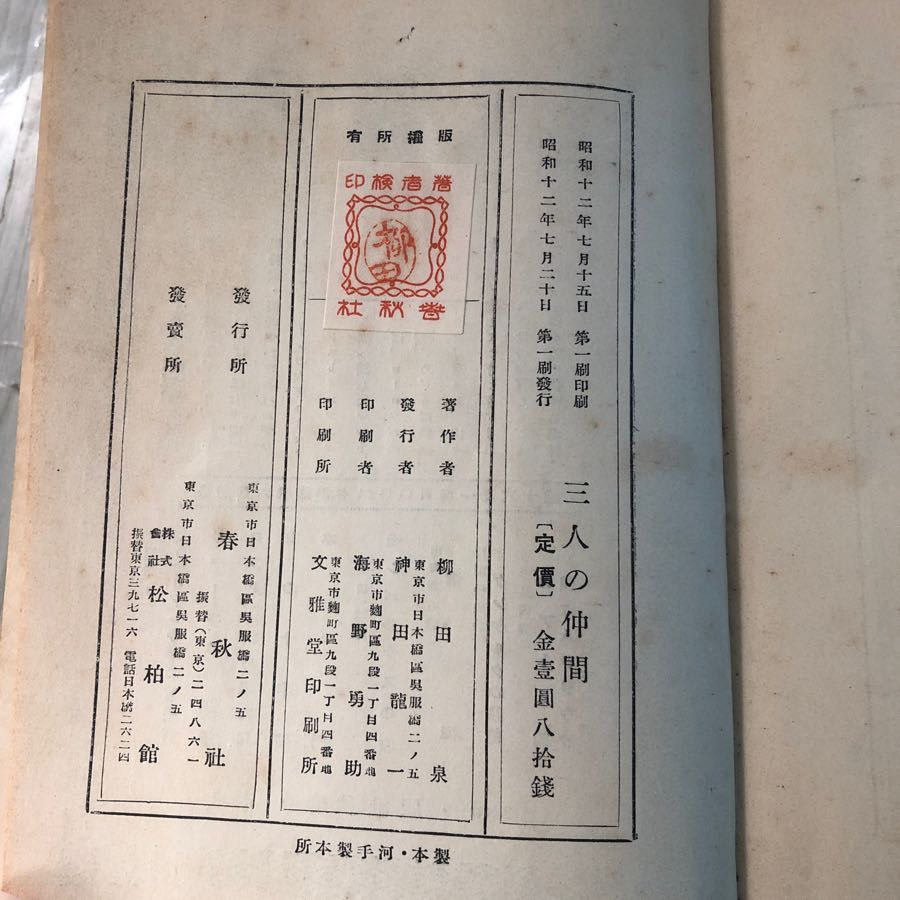 昭和十二年七月十五日 第一刷印刷
昭和十二年七月二十日 第一刷發行
三人の仲間
〔定價〕 金壹圓八拾錢
版權所有
著者檢印
柳田
春秋社
著作者 柳田泉
東京市日本橋區吳服橋二ノ五
發行者 神田龍一
東京市麴町區九段一丁目四番地
印刷者 海野勇助
東京市麴町區九段一丁目四番地
印刷所 文雅堂印刷所
東京市日本橋區吳服橋二ノ五
發行所 春秋社
振替(東京)二四八六一
東京市日本橋區吳服橋二ノ五
發賣所 株式會社 松柏館
振替東京三九七一六 電話日本橋二六二四
製本・河手製本所